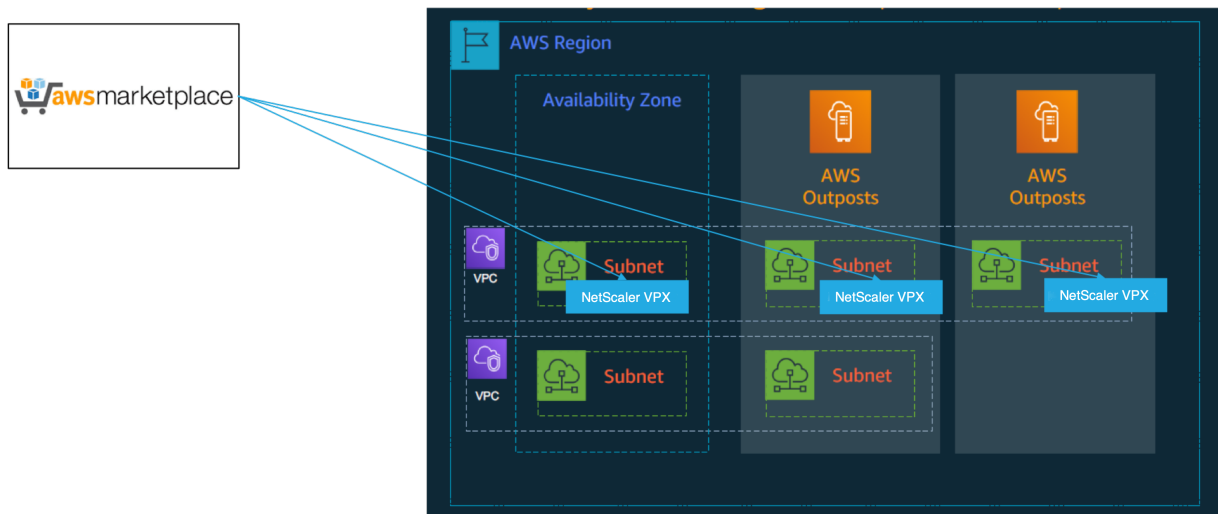 awsmarketplace
AWS Region
Availability Zone
AWS
Outposts
AWS
Outposts
VPC
Subnet
NetScaler VPX
Subnet
NetScaler VPX
Subnet
NetScaler VPX
VPC
Subnet
Subnet